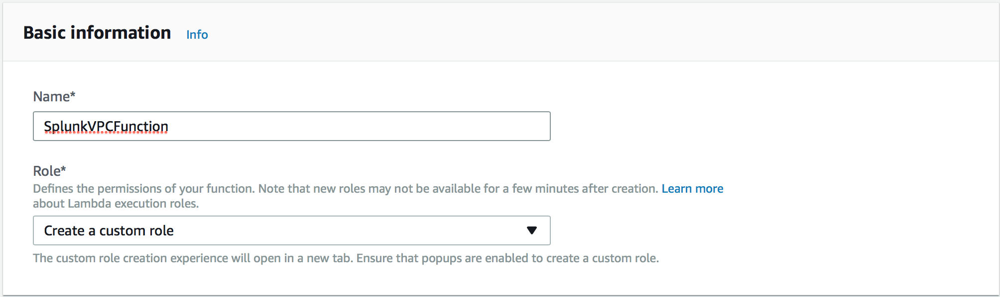 Basic information Info
Name*
SplunkVPCFunction
Role*
Defines the permissions of your function. Note that new roles may not be available for a few minutes after creation. Learn more
about Lambda execution roles.
Create a custom role
The custom role creation experience will open in a new tab. Ensure that popups are enabled to create a custom role.